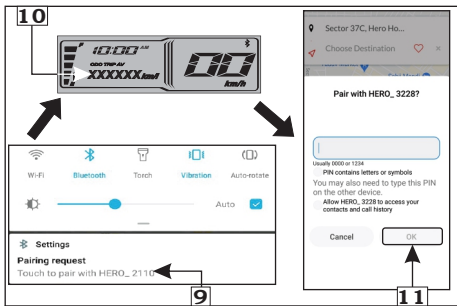 10
10:00 AM
ODO TRIP AV
XXXXXX km/l
00
km/h
Wi-Fi
Bluetooth
Torch
Vibration
Auto-rotate
Auto
Settings
Pairing request
Touch to pair with HERO_ 2110
9
Sector 37C, Hero Ho...
Choose Destination
Pair with HERO_ 3228?
Usually 0000 or 1234
PIN contains letters or symbols
You may also need to type this PIN
on the other device.
Allow HERO_ 3228 to access your
contacts and call history
Cancel
OK
11